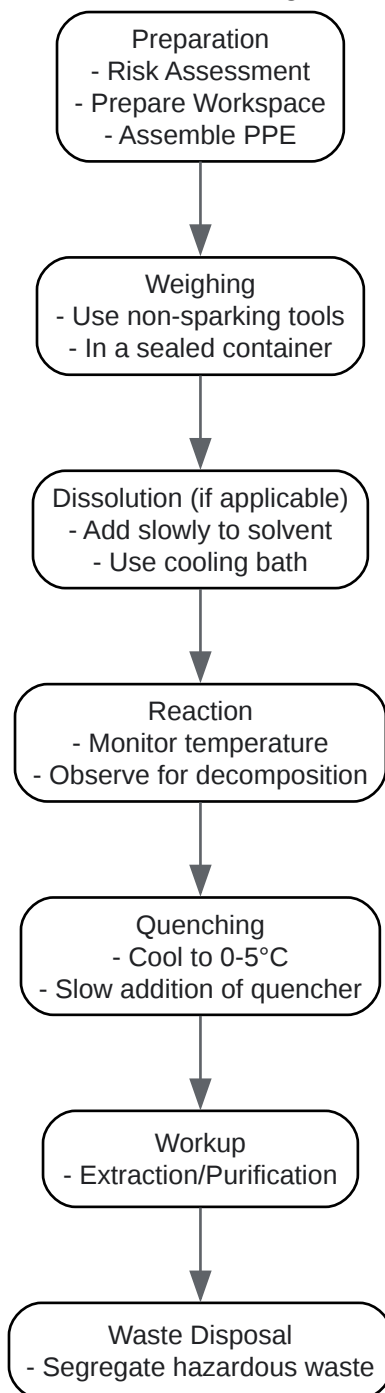 Preparation
- Risk Assessment
- Prepare Workspace
- Assemble PPE
Weighing
- Use non-sparking tools
- In a sealed container
Dissolution (if applicable)
- Add slowly to solvent
- Use cooling bath
Reaction
- Monitor temperature
- Observe for decomposition
Quenching
- Cool to 0-5°C
- Slow addition of quencher
Workup
- Extraction/Purification
Waste Disposal
- Segregate hazardous waste